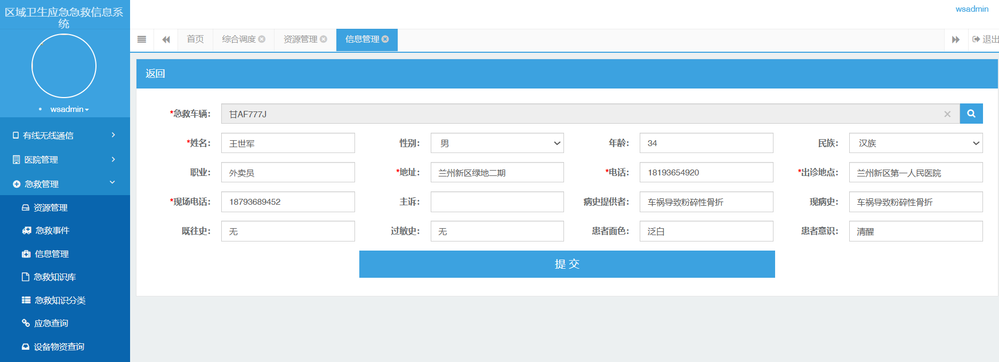 区域卫生应急急救信息系
统
wsadmin
wsadmin
首页
综合调度
资源管理
信息管理
退出
有线无线通信
医院管理
急救管理
资源管理
急救事件
信息管理
急救知识库
急救知识分类
应急查询
设备物资查询
返回
*急救车辆： 甘AF777J ×
*姓名： 王世军 性别： 男 年龄： 34 民族： 汉族
职业： 外卖员 *地址： 兰州新区绿地二期 *电话： 18193654920 *出诊地点： 兰州新区第一人民医院
*现场电话： 18793689452 主诉： 病史提供者： 车祸导致粉碎性骨折 现病史： 车祸导致粉碎性骨折
既往史： 无 过敏史： 无 患者面色： 泛白 患者意识： 清醒
提 交